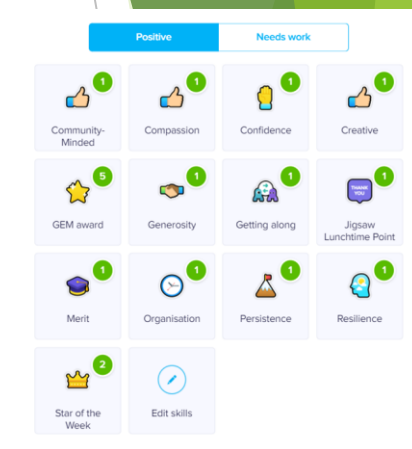 Positive
Needs work
1
Community-
Minded
1
Compassion
1
Confidence
1
Creative
5
GEM award
1
Generosity
1
Getting along
THANK
YOU
1
Jigsaw
Lunchtime Point
1
Merit
1
Organisation
1
Persistence
1
Resilience
2
Star of the
Week
Edit skills